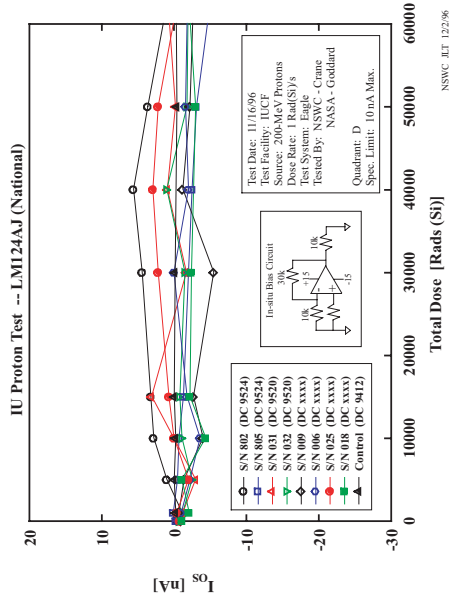 IU Proton Test -- LM124AJ (National)
I_OS [nA]
20
10
0
-10
-20
-30
0
10000
20000
30000
40000
50000
60000
Total Dose [Rads (Si)]
S/N 802 (DC 9524)
S/N 805 (DC 9524)
S/N 031 (DC 9520)
S/N 032 (DC 9520)
S/N 009 (DC xxxx)
S/N 006 (DC xxxx)
S/N 025 (DC xxxx)
S/N 018 (DC xxxx)
Control (DC 9412)
In-situ Bias Circuit
30k
10k
+15
-
+
-15
10k
Test Date: 11/16/96
Test Facility: IUCF
Source: 200-MeV Protons
Dose Rate: 1 Rad(Si)/s
Test System: Eagle
Tested By: NSWC - Crane
NASA - Goddard
Quadrant: D
Spec. Limit: 10 nA Max.
NSWC JLT 12/2/96